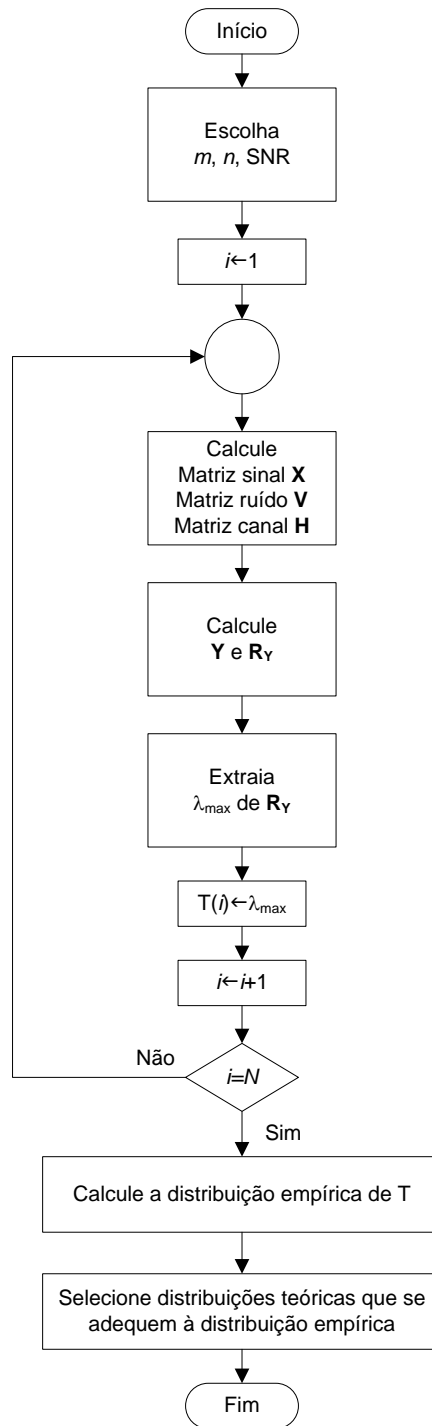 Início
Escolha
m, n, SNR
i←1
Calcule
Matriz sinal X
Matriz ruído V
Matriz canal H
Calcule
Y e RY
Extraia
λmax de RY
T(i)←λmax
i←i+1
Não
i=N
Sim
Calcule a distribuição empírica de T
Selecione distribuições teóricas que se
adequem à distribuição empírica
Fim